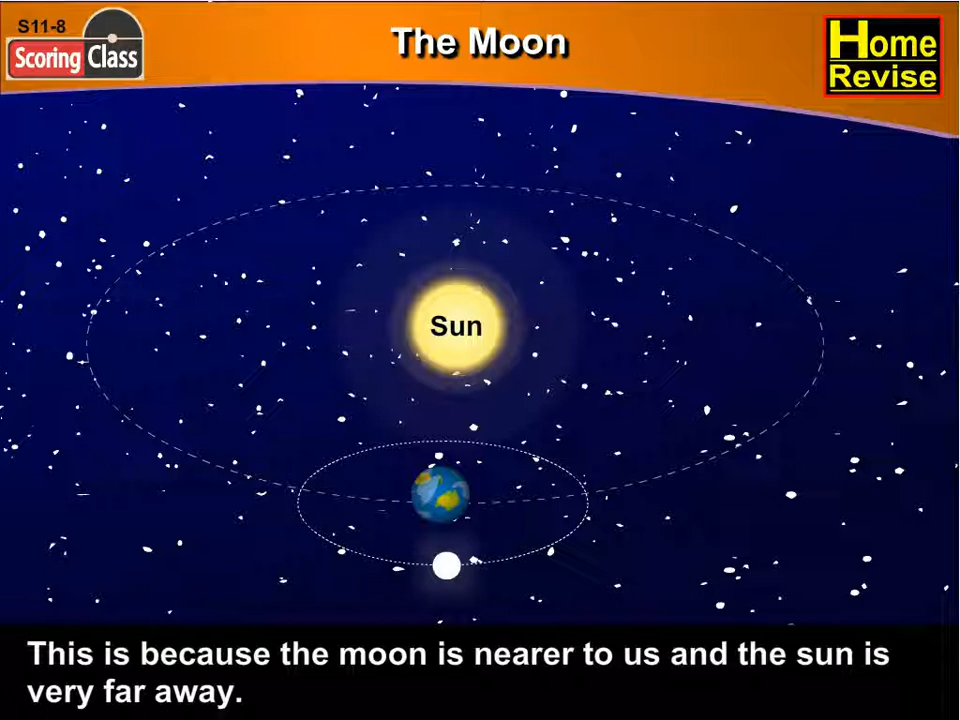 S11-8
Scoring Class
The Moon
Home
Revise
Sun
This is because the moon is nearer to us and the sun is
very far away.